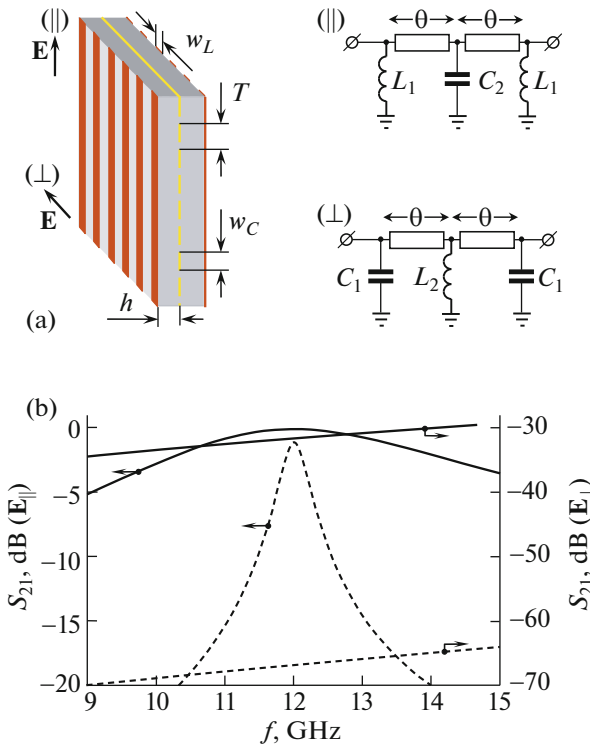 (||)
E
w_L
T
(⊥)
E
w_C
h
(a)
(||)
θ
θ
L_1
C_2
L_1
(⊥)
θ
θ
C_1
L_2
C_1
(b)
S_21, dB (E_||)
0
−5
−10
−15
−20
−30
−40
−50
−60
−70
S_21, dB (E_⊥)
9
10
11
12
13
14
15
f, GHz